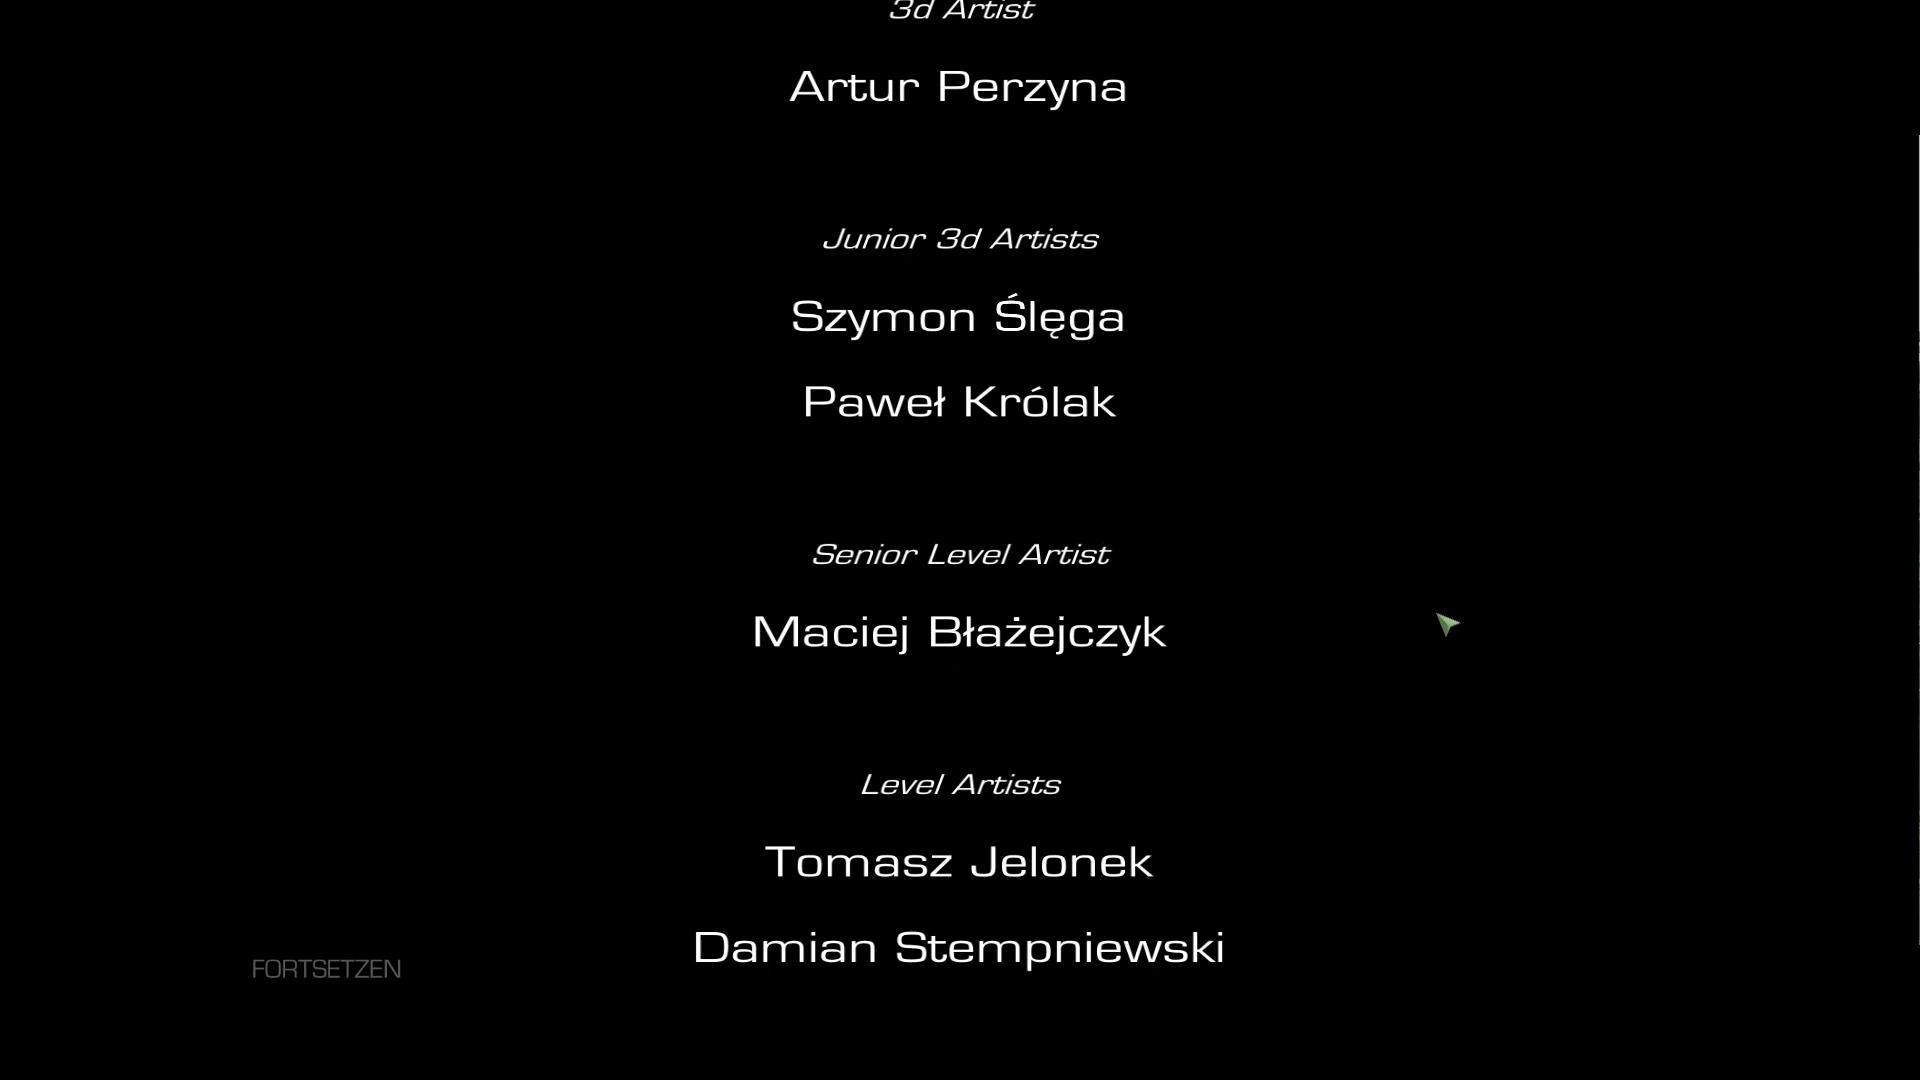 3d Artist
Artur Perzyna
Junior 3d Artists
Szymon Ślęga
Paweł Królak
Senior Level Artist
Maciej Błażejczyk
Level Artists
Tomasz Jelonek
Damian Stempniewski
FORTSETZEN